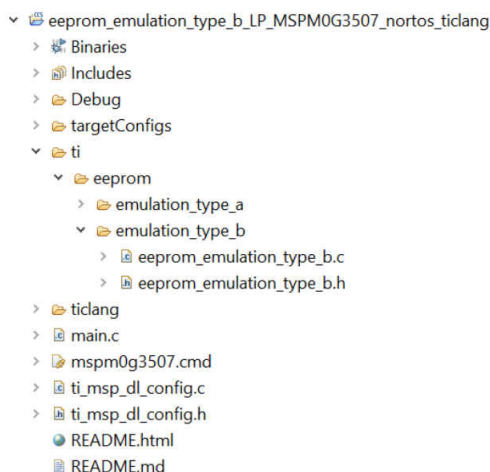 eeprom_emulation_type_b_LP_MSPM0G3507_nortos_ticlang
Binaries
Includes
Debug
targetConfigs
ti
eeprom
emulation_type_a
emulation_type_b
eeprom_emulation_type_b.c
eeprom_emulation_type_b.h
ticlang
main.c
mspm0g3507.cmd
ti_msp_dl_config.c
ti_msp_dl_config.h
README.html
README.md